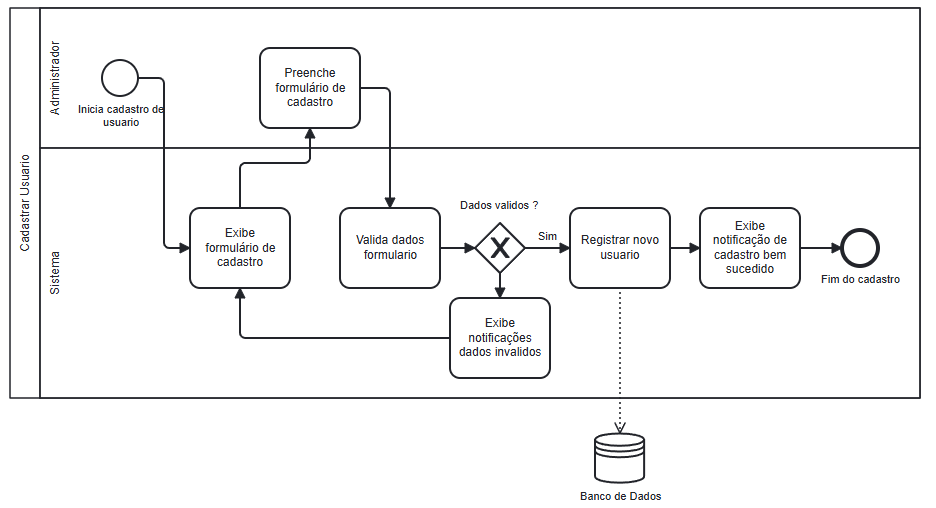 Cadastrar Usuario
Administrador
Inicia cadastro de
usuario
Preenche
formulário de
cadastro
Sistema
Exibe
formulário de
cadastro
Valida dados
formulario
Dados validos ?
Sim
Registrar novo
usuario
Exibe
notificação de
cadastro bem
sucedido
Fim do cadastro
Exibe
notificações
dados invalidos
Banco de Dados